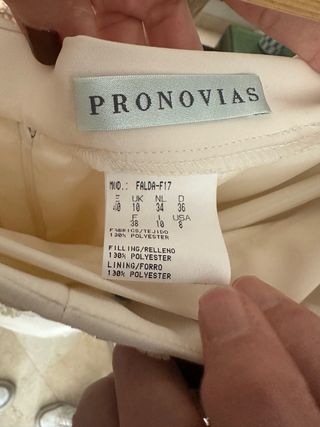 PRONOVIAS
MOD.: FALDA-F17
E UK NL D
40 10 34 36
F I USA
38 10 8
FABRICS/TEJIDO
100% POLYESTER
FILLING/RELLENO
100% POLYESTER
LINING/FORRO
100% POLYESTER